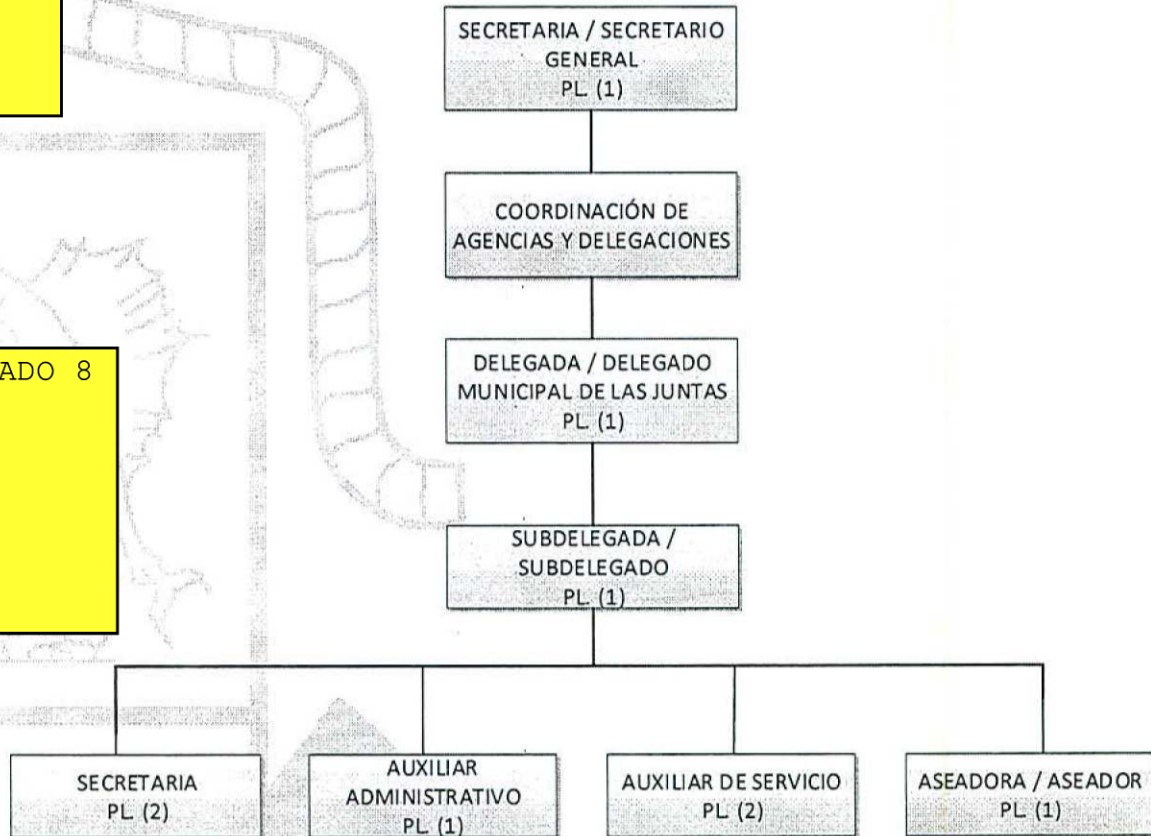 SECRETARIA / SECRETARIO
GENERAL
PL. (1)
COORDINACIÓN DE
AGENCIAS Y DELEGACIONES
DELEGADA / DELEGADO
MUNICIPAL DE LAS JUNTAS
PL. (1)
ADO 8
SUBDELEGADA /
SUBDELEGADO
PL. (1)
SECRETARIA
PL. (2)
AUXILIAR
ADMINISTRATIVO
PL. (1)
AUXILIAR DE SERVICIO
PL. (2)
ASEADORA / ASEADOR
PL. (1)